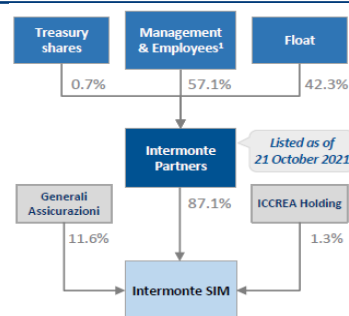 Treasury
shares
Management
& Employees¹
Float
0.7%
57.1%
42.3%
Intermonte
Partners
Listed as of
21 October 2021
Generali
Assicurazioni
87.1%
ICCREA Holding
11.6%
1.3%
Intermonte SIM